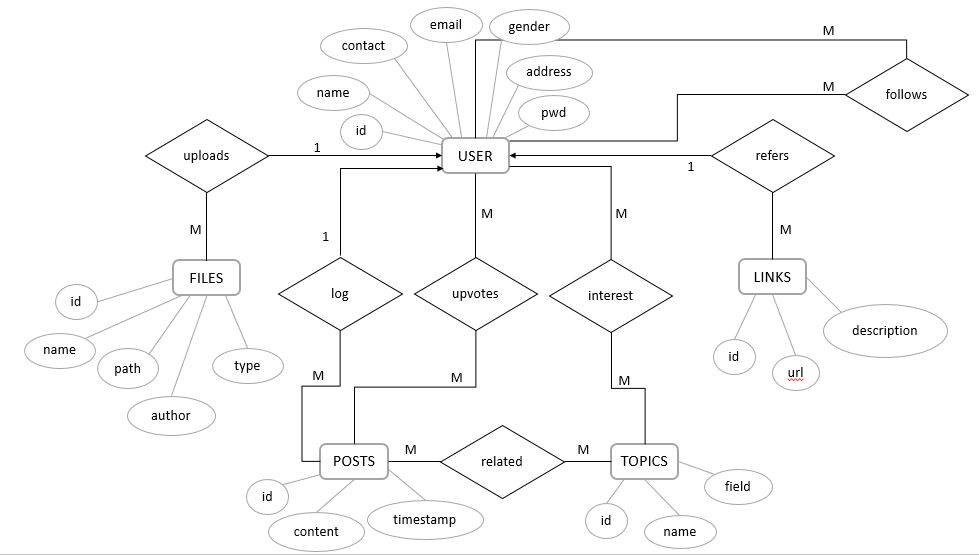 email
gender
M
contact
address
M
follows
name
pwd
id
uploads
1
USER
refers
1
M
M
M
1
M
FILES
LINKS
log
upvotes
interest
id
name
path
type
author
description
id
url
M
M
M
POSTS
M
related
M
TOPICS
id
content
timestamp
field
id
name